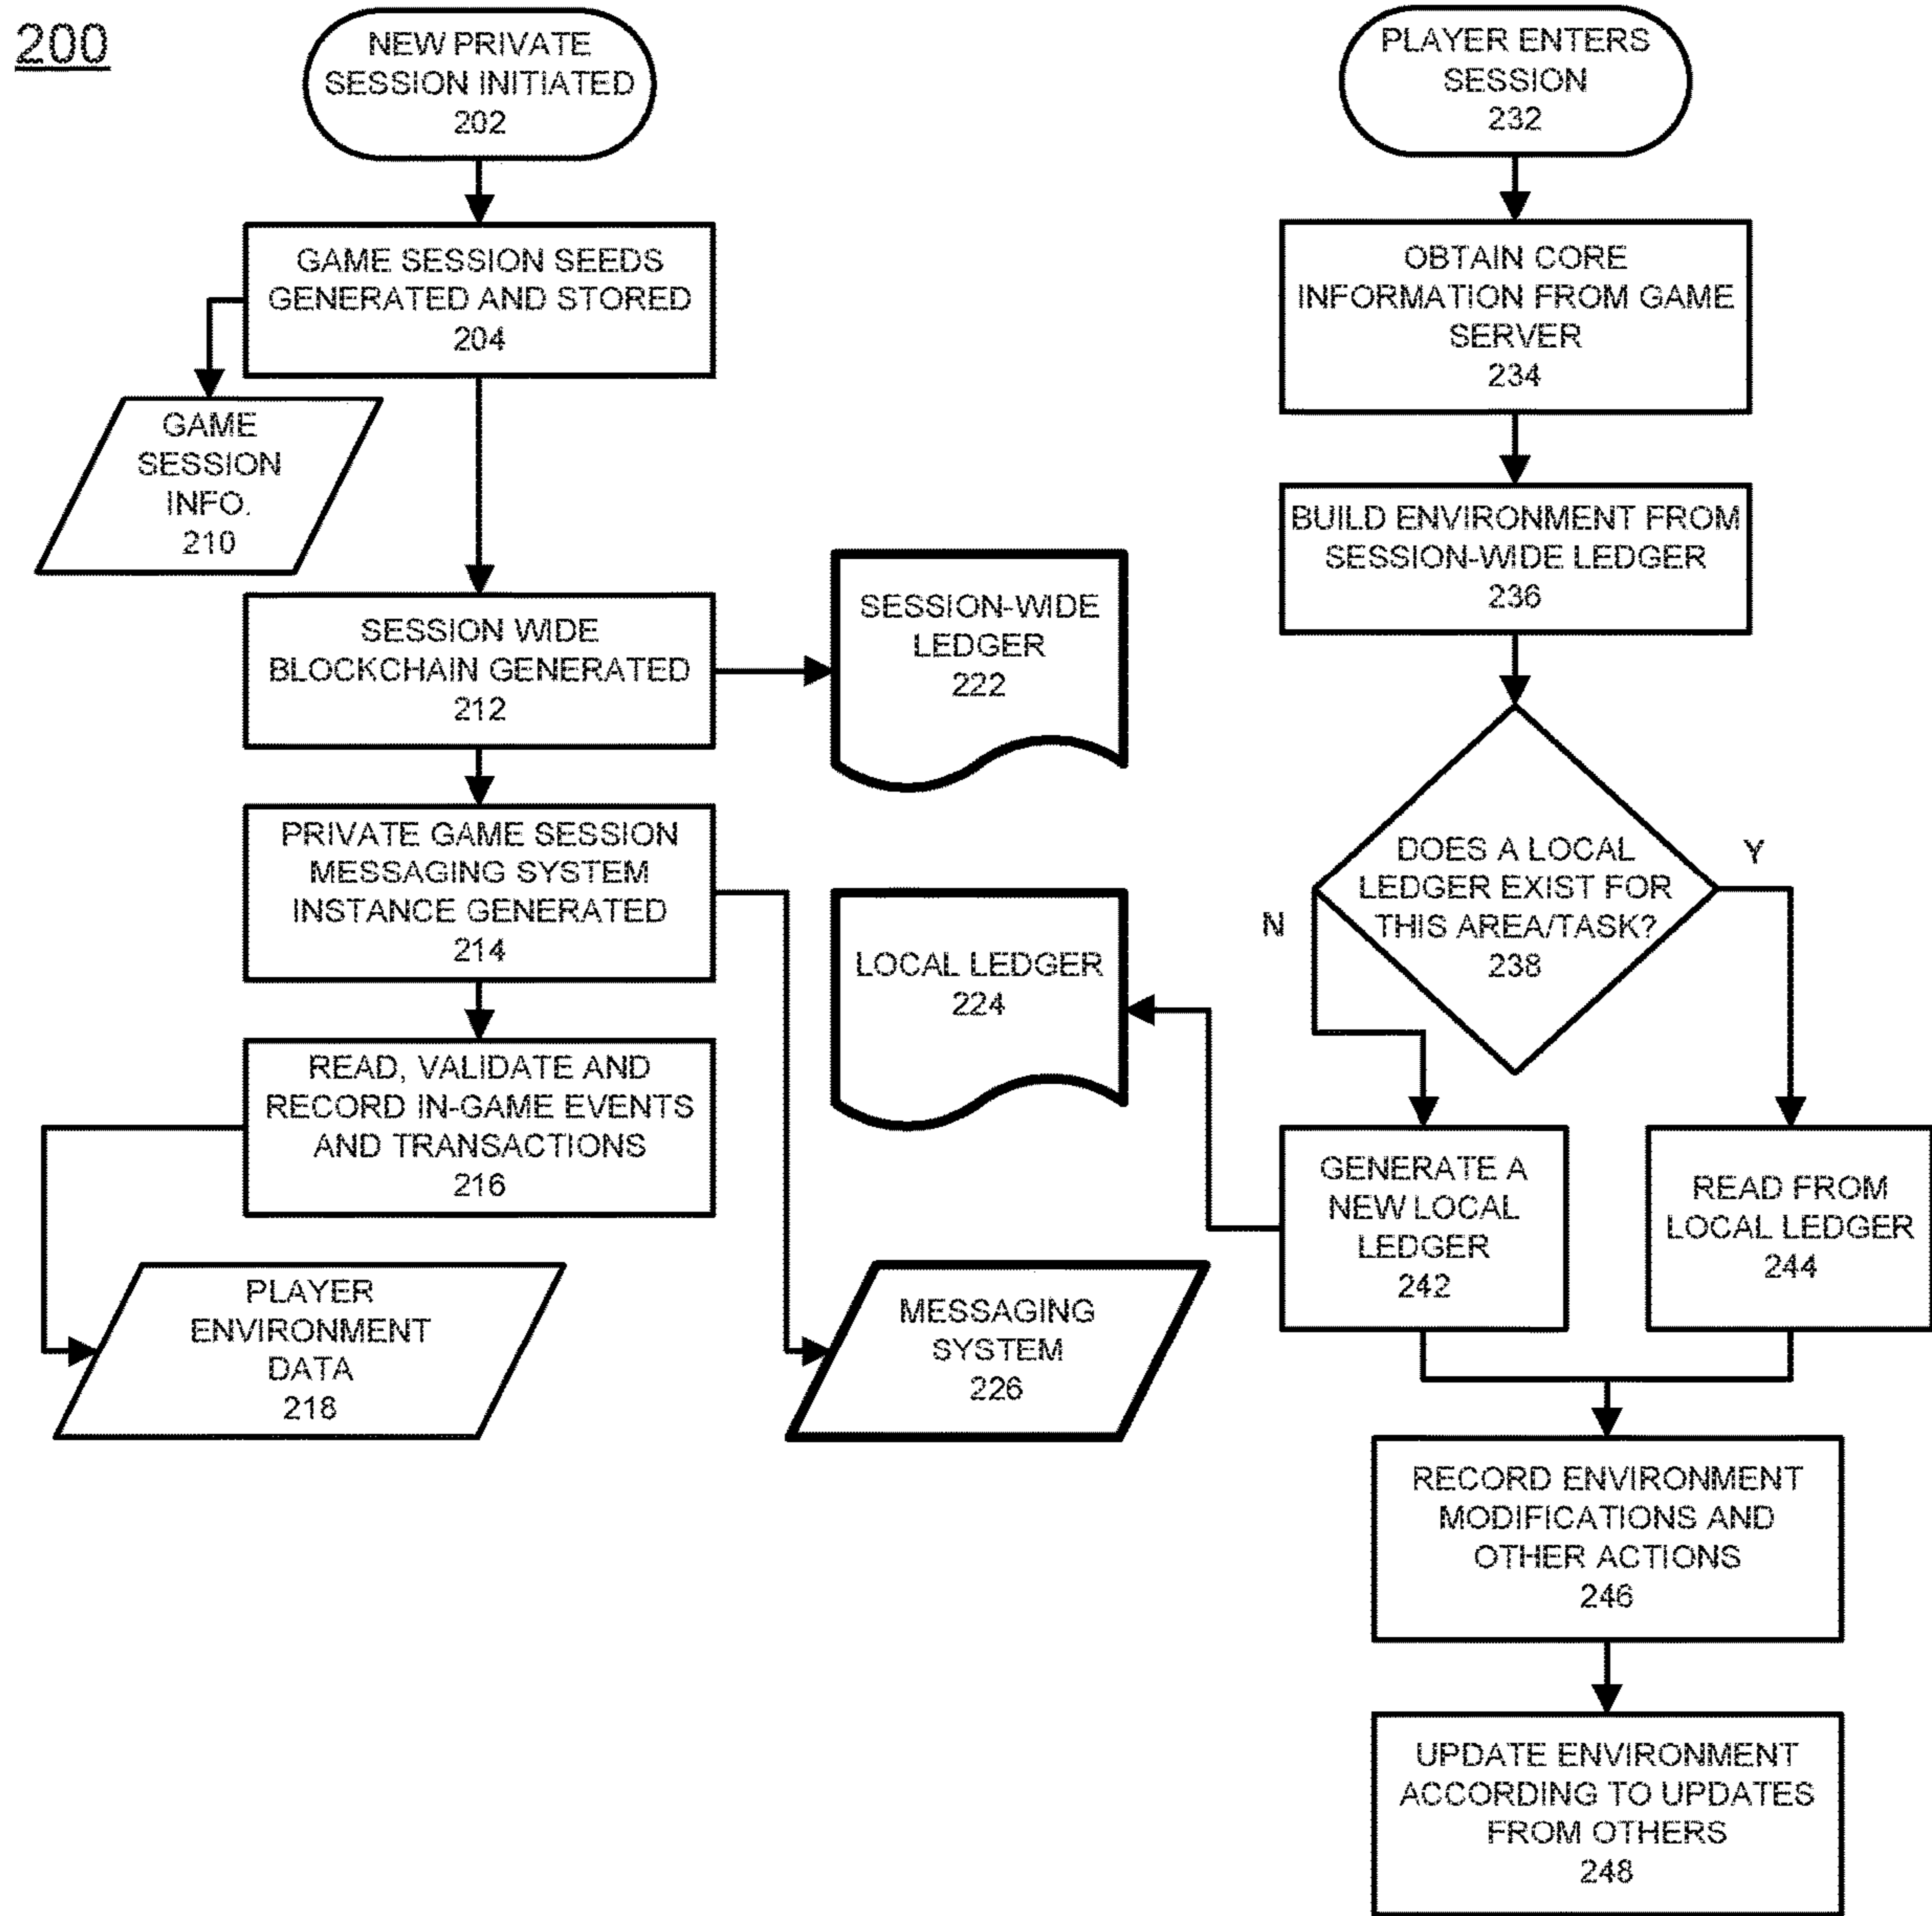 200
NEW PRIVATE
SESSION INITIATED
202
GAME SESSION SEEDS
GENERATED AND STORED
204
GAME
SESSION
INFO.
210
SESSION WIDE
BLOCKCHAIN GENERATED
212
PRIVATE GAME SESSION
MESSAGING SYSTEM
INSTANCE GENERATED
214
READ, VALIDATE AND
RECORD IN-GAME EVENTS
AND TRANSACTIONS
216
PLAYER
ENVIRONMENT
DATA
218
SESSION-WIDE
LEDGER
222
LOCAL LEDGER
224
MESSAGING
SYSTEM
226
PLAYER ENTERS
SESSION
232
OBTAIN CORE
INFORMATION FROM GAME
SERVER
234
BUILD ENVIRONMENT FROM
SESSION-WIDE LEDGER
236
DOES A LOCAL
LEDGER EXIST FOR
THIS AREA/TASK?
238
N
Y
GENERATE A
NEW LOCAL
LEDGER
242
READ FROM
LOCAL LEDGER
244
RECORD ENVIRONMENT
MODIFICATIONS AND
OTHER ACTIONS
246
UPDATE ENVIRONMENT
ACCORDING TO UPDATES
FROM OTHERS
248